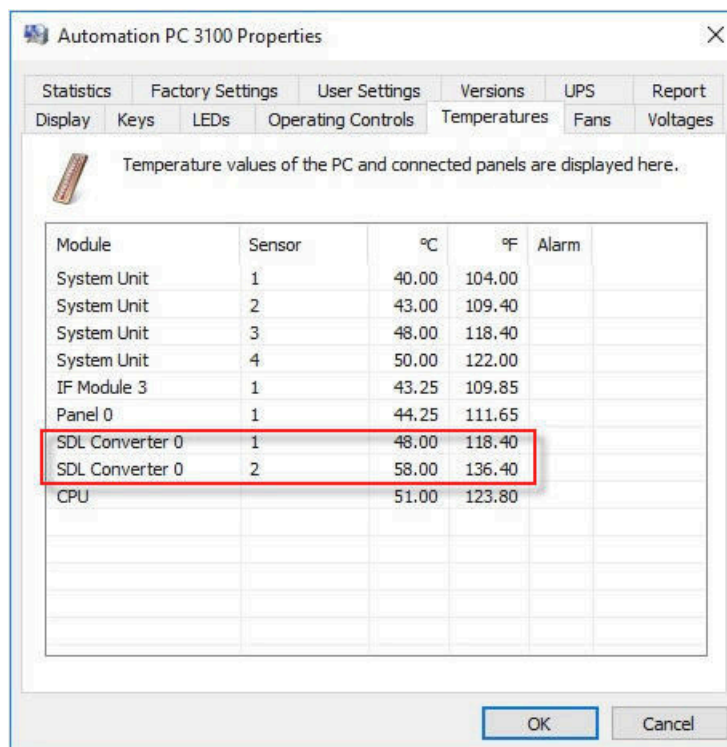 Automation PC 3100 Properties
Statistics Factory Settings User Settings Versions UPS Report
Display Keys LEDs Operating Controls Temperatures Fans Voltages
Temperature values of the PC and connected panels are displayed here.
Module Sensor °C °F Alarm
System Unit 1 40.00 104.00
System Unit 2 43.00 109.40
System Unit 3 48.00 118.40
System Unit 4 50.00 122.00
IF Module 3 1 43.25 109.85
Panel 0 1 44.25 111.65
SDL Converter 0 1 48.00 118.40
SDL Converter 0 2 58.00 136.40
CPU 51.00 123.80
OK Cancel